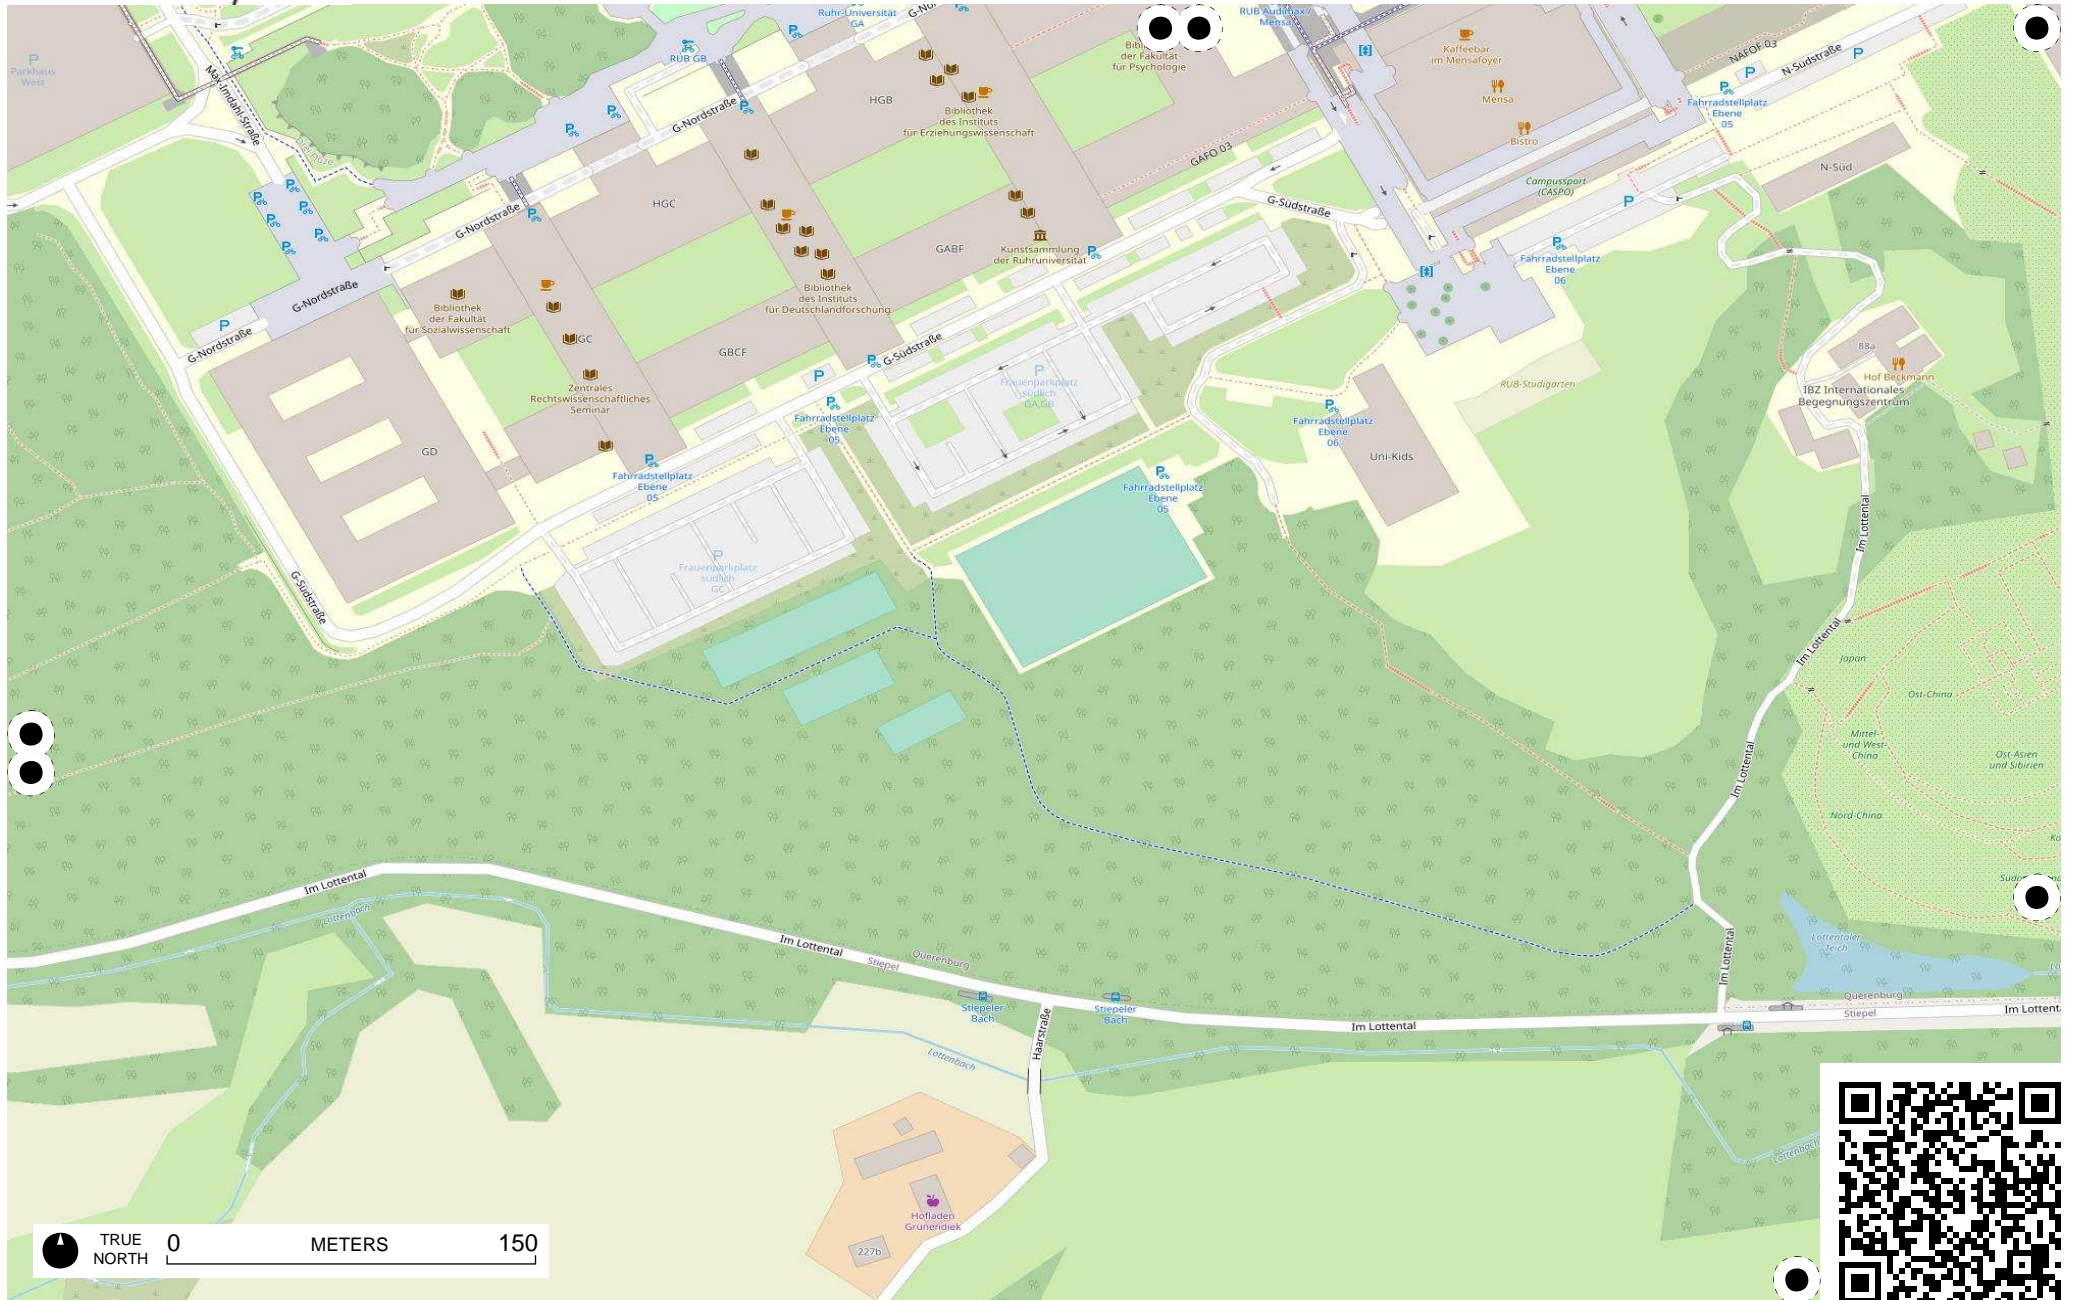 Ruhr-Universität
GA
RUB Audimax /
Mensa
P
Parkhaus
West
RUB GB
Max-Imdahl-Straße
G-Nordstraße
HGB
Bibliothek
des Instituts
für Erziehungswissenschaft
der Fakultät
für Psychologie
Kaffeebar
im Mensafoyer
Mensa
Bistro
NAFOF 03
N-Südstraße
P
P
Fahrradstellplatz
Ebene
05
GAFO 03
Campussport
(CASPO)
N-Süd
P
HGC
G-Nordstraße
G-Südstraße
GABF
Kunstsammlung
der Ruhruniversität
Fahrradstellplatz
Ebene
06
G-Nordstraße
Bibliothek
der Fakultät
für Sozialwissenschaft
Bibliothek
des Instituts
für Deutschlandforschung
P
G-Nordstraße
GC
GBCF
G-Südstraße
P
Frauenparkplatz
südlich
GA,GB
88a
Hof Beckmann
IBZ Internationales
Begegnungszentrum
RUB-Studigarten
Zentrales
Rechtswissenschaftliches
Seminar
P
Fahrradstellplatz
Ebene
05
Fahrradstellplatz
Ebene
06
Uni-Kids
GD
Fahrradstellplatz
Ebene
05
Fahrradstellplatz
Ebene
05
Im Lottental
P
Frauenparkplatz
südlich
GC
G-Südstraße
Im Lottental
Japan
Ost-China
Mittel-
und West-
China
Ost-Asien
und Sibirien
Im Lottental
Nord-China
Im Lottental
Lottenbach
Im Lottental
Stiepel
Querenburg
Lottentaler
Teich
Im Lottental
Stiepeler
Bach
Stiepeler
Bach
Haarstraße
Im Lottental
Querenburg
Stiepel
Im Lottent
Lottenbach
Lottenbach
Hofladen
Grünendiek
227b
TRUE
NORTH
0 METERS 150